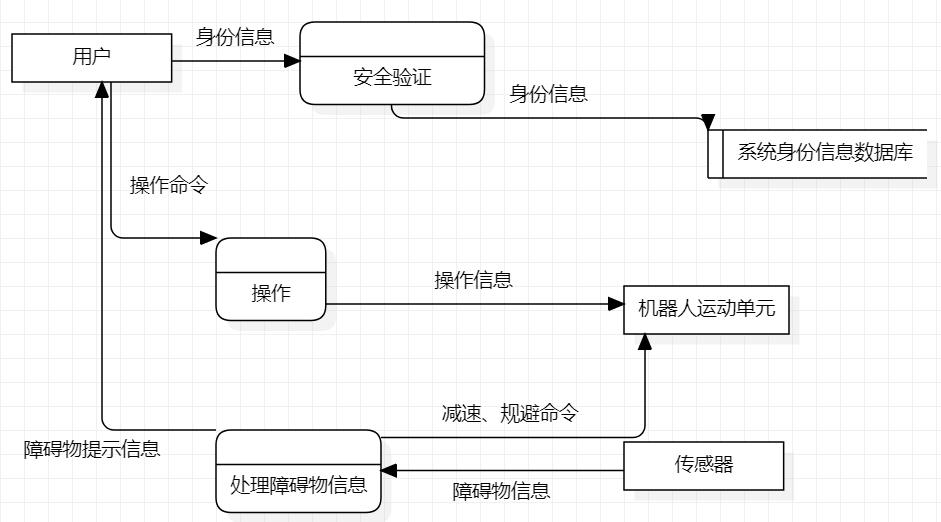 身份信息
用户
安全验证
身份信息
系统身份信息数据库
操作命令
操作信息
操作
机器人运动单元
减速、规避命令
障碍物提示信息
传感器
处理障碍物信息
障碍物信息